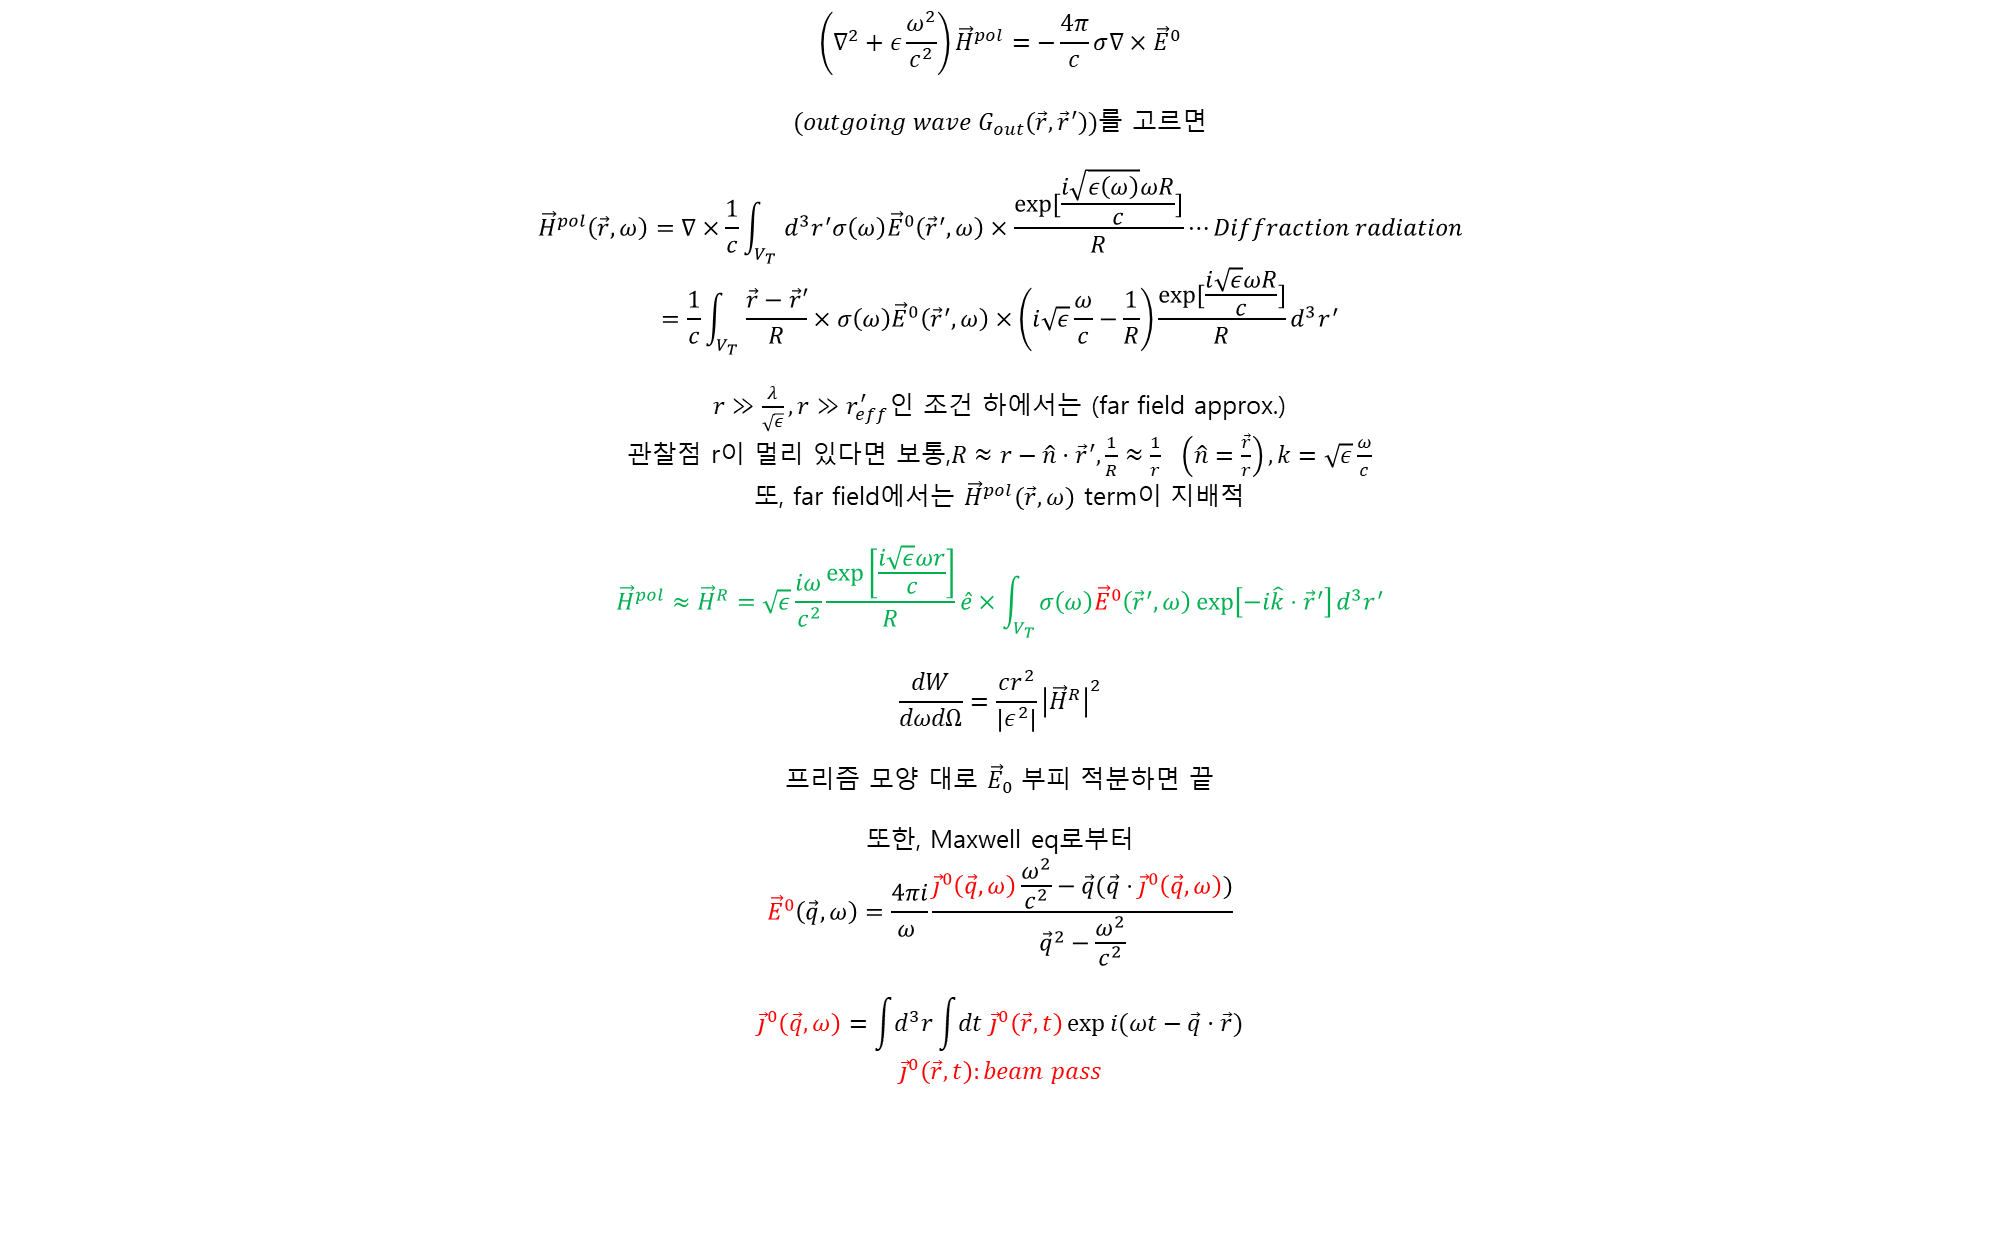 (∇² + ϵ ω²/c²) H⃗^{pol} = − 4π/c σ∇ × E⃗⁰
(outgoing wave G_{out}(r⃗, r⃗ ′))를 고르면
H⃗^{pol}(r⃗, ω) = ∇ × 1/c ∫_{V_T} d³r′σ(ω)E⃗⁰(r⃗ ′, ω) × exp[i√ϵ(ω)ωR/c]/R ⋯ Diffraction radiation
= 1/c ∫_{V_T} (r⃗ − r⃗ ′)/R × σ(ω)E⃗⁰(r⃗ ′, ω) × (i√ϵ ω/c − 1/R) exp[i√ϵωR/c]/R d³r′
r ≫ λ/√ϵ, r ≫ r′_{eff}인 조건 하에서는 (far field approx.)
관찰점 r이 멀리 있다면 보통,R ≈ r − n̂ · r⃗ ′, 1/R ≈ 1/r (n̂ = r⃗/r), k = √ϵ ω/c
또, far field에서는 H⃗^{pol}(r⃗, ω) term이 지배적
H⃗^{pol} ≈ H⃗^R = √ϵ iω/c² exp[i√ϵωr/c]/R ê × ∫_{V_T} σ(ω)E⃗⁰(r⃗ ′, ω) exp[−ik̂ · r⃗ ′] d³r′
dW/dωdΩ = cr²/|ϵ²| |H⃗^R|²
프리즘 모양 대로 E⃗₀ 부피 적분하면 끝
또한, Maxwell eq로부터
E⃗⁰(q⃗, ω) = 4πi/ω (ȷ⃗⁰(q⃗, ω) ω²/c² − q⃗(q⃗ · ȷ⃗⁰(q⃗, ω)))/(q⃗² − ω²/c²)
ȷ⃗⁰(q⃗, ω) = ∫d³r ∫dt ȷ⃗⁰(r⃗, t) exp i(ωt − q⃗ · r⃗)
ȷ⃗⁰(r⃗, t): beam pass